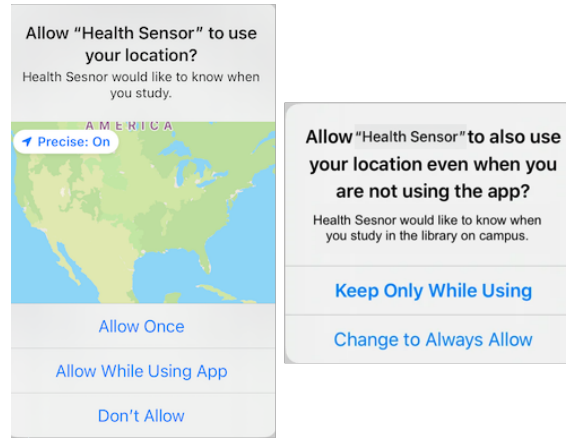 Allow “Health Sensor” to use
your location?
Health Sesnor would like to know when
you study.
AMERICA
Precise: On
Allow Once
Allow While Using App
Don’t Allow
Allow “Health Sensor” to also use
your location even when you
are not using the app?
Health Sesnor would like to know when
you study in the library on campus.
Keep Only While Using
Change to Always Allow